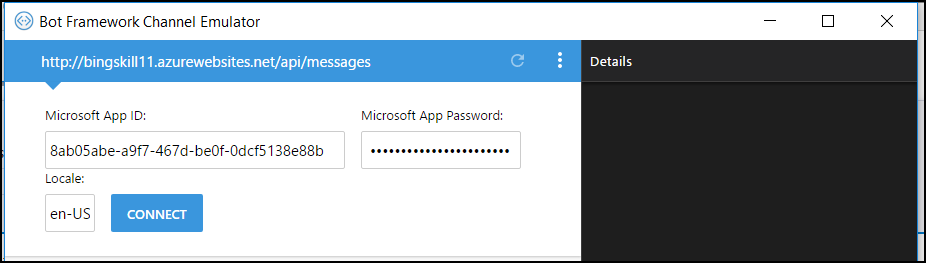 Bot Framework Channel Emulator
http://bingskill11.azurewebsites.net/api/messages
Details
Microsoft App ID: Microsoft App Password:
8ab05abe-a9f7-467d-be0f-0dcf5138e88b •••••••••••••••••••••••
Locale:
en-US CONNECT